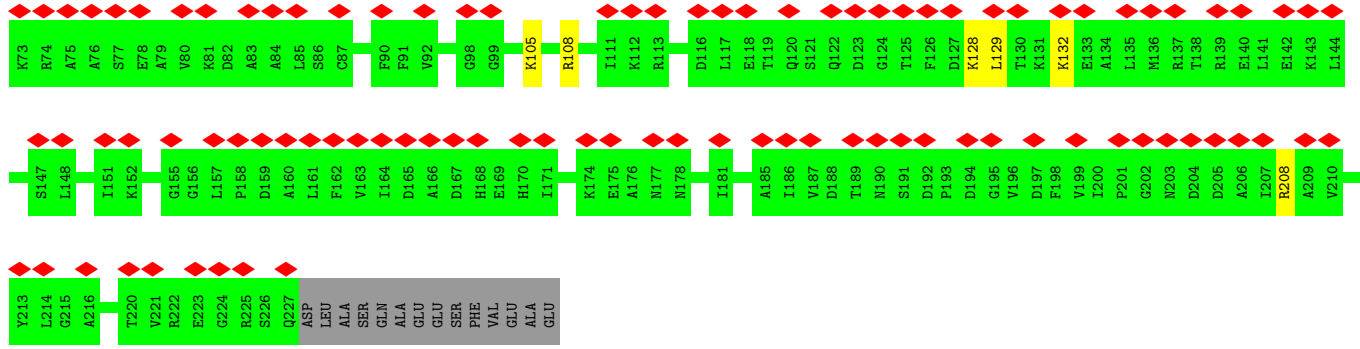 K73 R74 A75 A76 S77 E78 A79 V80 K81 D82 A83 A84 L85 S86 C87 F90 F91 V92 G98 G99 K105 R108 I111 K112 R113 D116 L117 E118 T119 Q120 S121 Q122 D123 G124 T125 F126 D127 K128 L129 T130 K131 K132 E133 A134 L135 M136 R137 T138 R139 E140 L141 E142 K143 L144
S147 L148 I151 K152 G155 G156 L157 P158 D159 A160 L161 F162 V163 I164 D165 A166 D167 H168 E169 H170 I171 K174 E175 A176 N177 N178 I181 A185 I186 V187 D188 T189 N190 S191 D192 P193 D194 G195 V196 D197 F198 V199 I200 P201 G202 N203 D204 D205 A206 I207 R208 A209 V210
Y213 L214 G215 A216 T220 V221 R222 E223 G224 R225 S226 Q227 ASP LEU ALA SER GLN ALA GLU GLU SER PHE VAL GLU ALA GLU